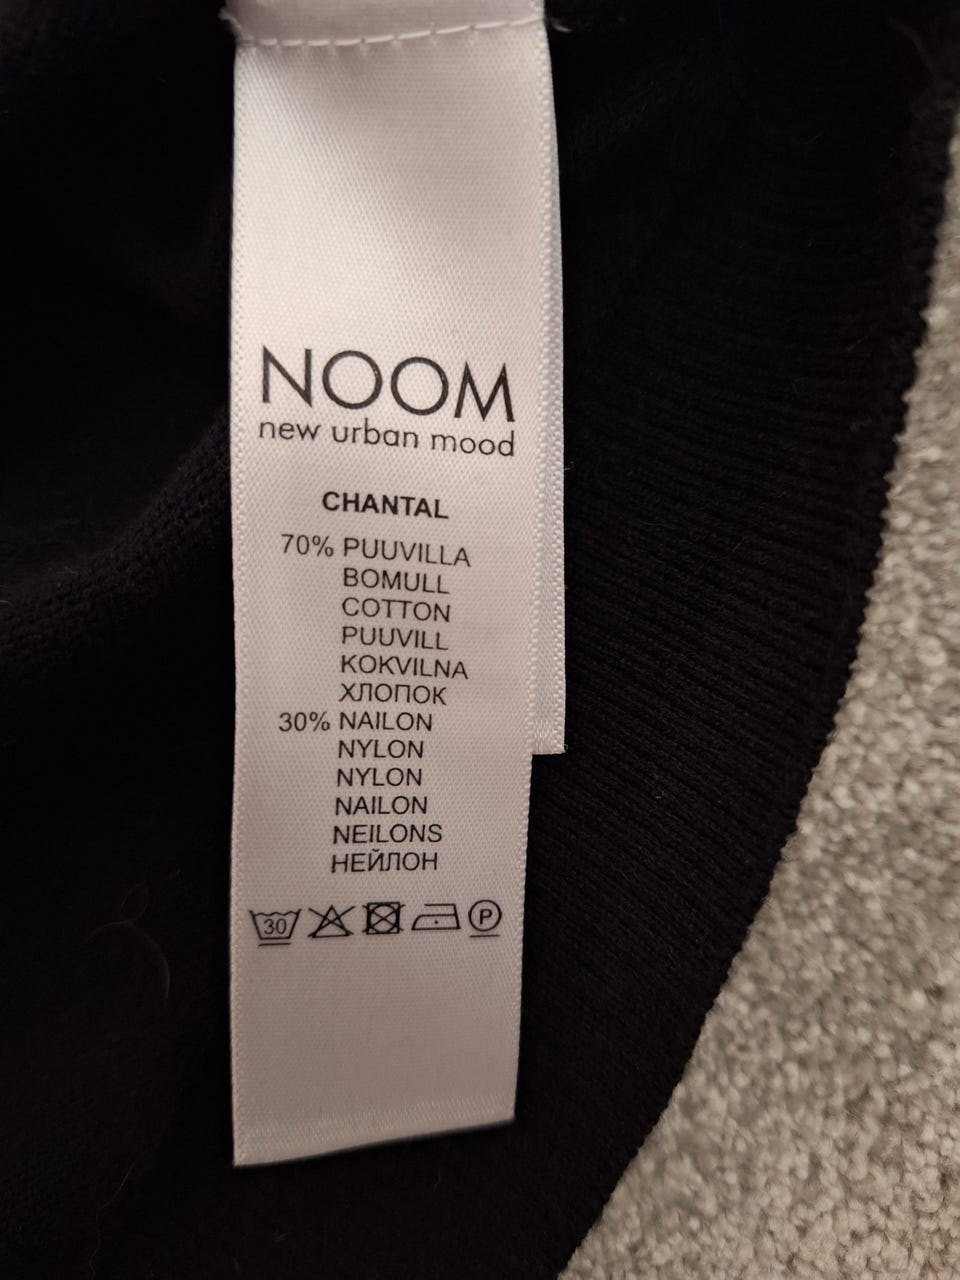 NOOM
new urban mood
CHANTAL
70% PUUVILLA
BOMULL
COTTON
PUUVILL
KOKVILNA
ХЛОПОК
30% NAILON
NYLON
NYLON
NAILON
NEILONS
НЕЙЛОН
30 P